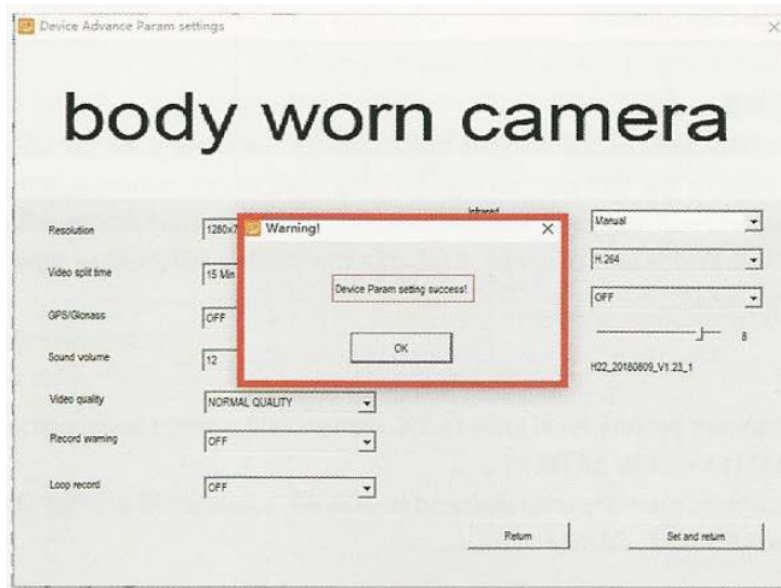 Device Advance Param settings
body worn camera
Resolution
1280x7
Video split time
15 Min
GPS/Glonass
OFF
Sound volume
12
Video quality
NORMAL QUALITY
Record warning
OFF
Loop record
OFF
Warning!
Device Param setting success!
OK
Infrared
Manual
H.264
OFF
8
H22_20180809_V1.23_1
Return
Set and return